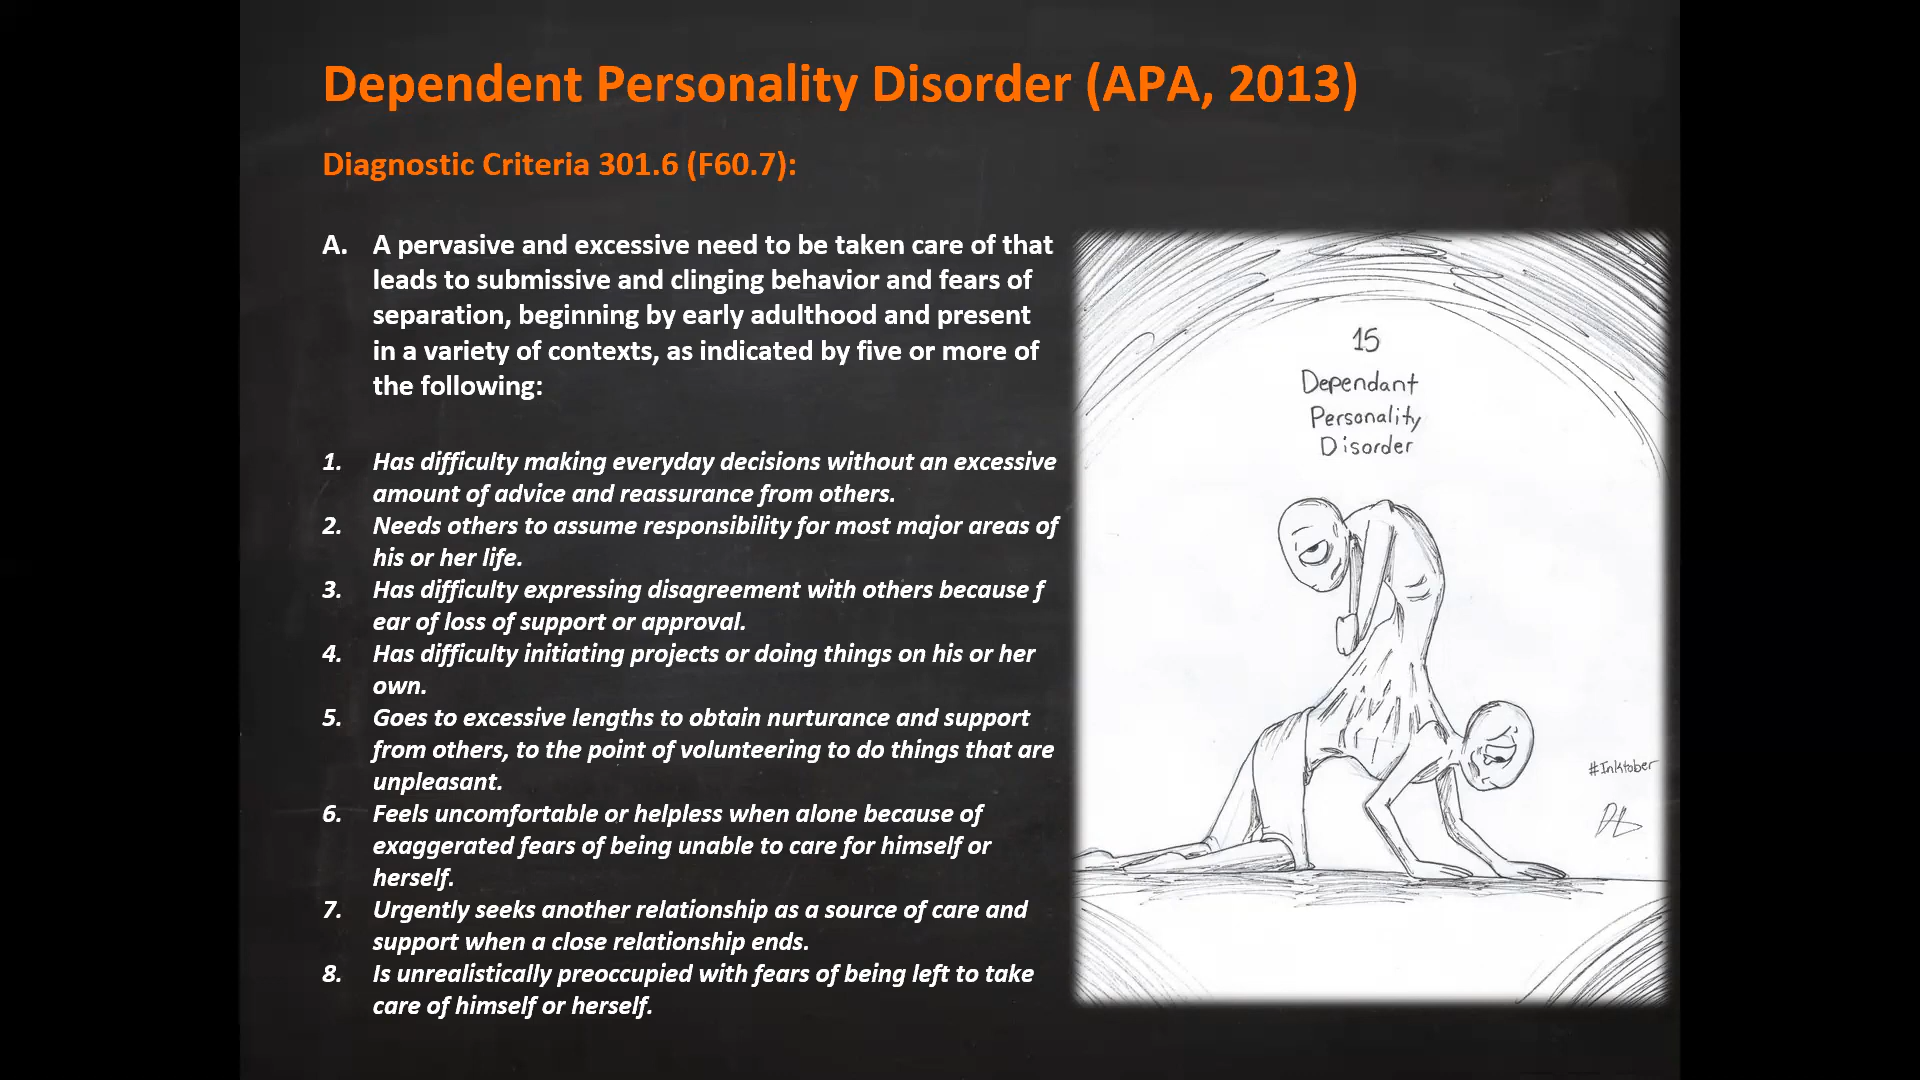 Dependent Personality Disorder (APA, 2013)
Diagnostic Criteria 301.6 (F60.7):
A. A pervasive and excessive need to be taken care of that
leads to submissive and clinging behavior and fears of
separation, beginning by early adulthood and present
in a variety of contexts, as indicated by five or more of
the following:
1. Has difficulty making everyday decisions without an excessive
amount of advice and reassurance from others.
2. Needs others to assume responsibility for most major areas of
his or her life.
3. Has difficulty expressing disagreement with others because f
ear of loss of support or approval.
4. Has difficulty initiating projects or doing things on his or her
own.
5. Goes to excessive lengths to obtain nurturance and support
from others, to the point of volunteering to do things that are
unpleasant.
6. Feels uncomfortable or helpless when alone because of
exaggerated fears of being unable to care for himself or
herself.
7. Urgently seeks another relationship as a source of care and
support when a close relationship ends.
8. Is unrealistically preoccupied with fears of being left to take
care of himself or herself.
15
Dependant
Personality
Disorder
#Inktober